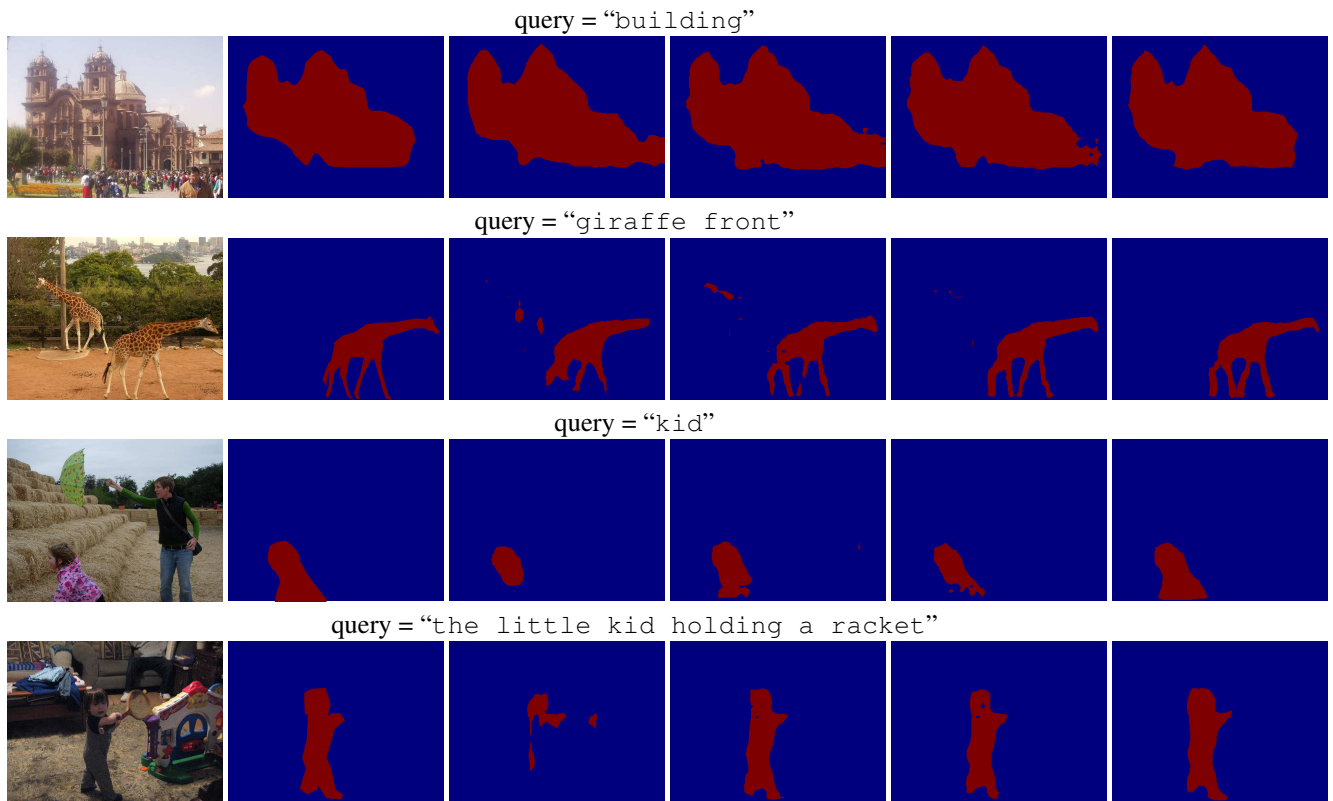 query = “building”
query = “giraffe front”
query = “kid”
query = “the little kid holding a racket”